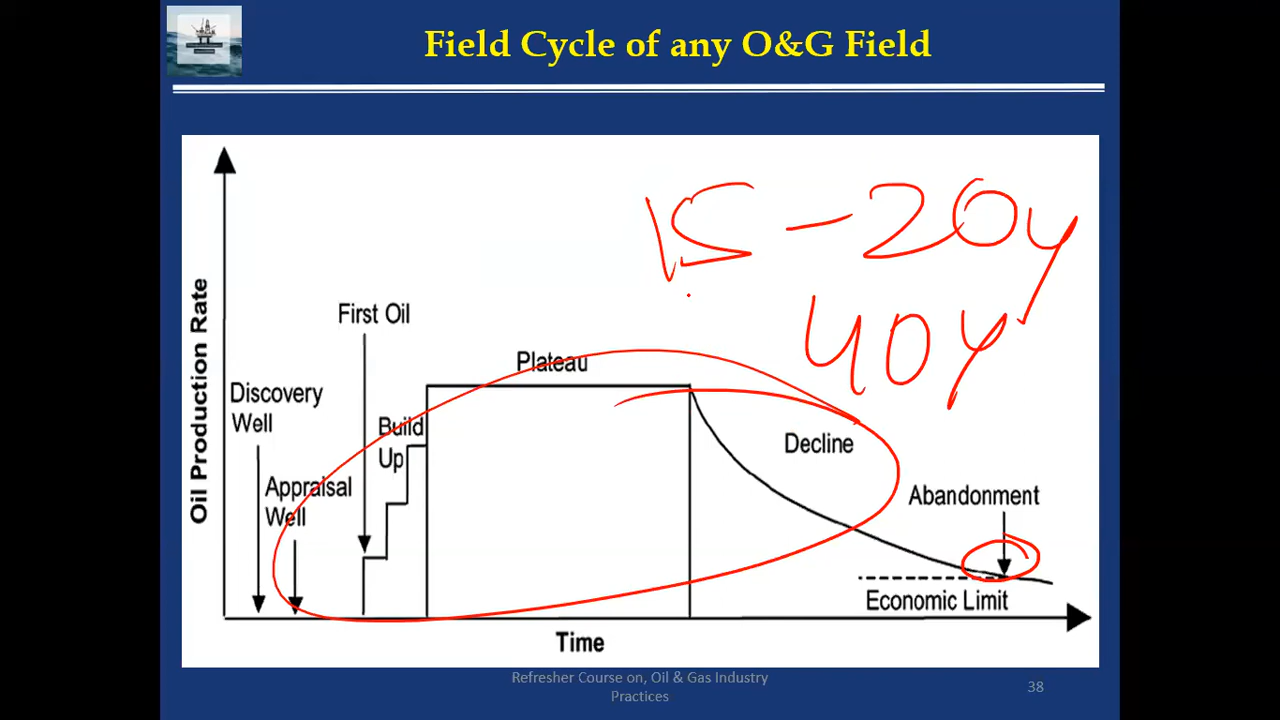 Field Cycle of any O&G Field
15-20y
40y
Oil Production Rate
First Oil
Plateau
Discovery
Well
Build
Up
Decline
Appraisal
Well
Abandonment
Economic Limit
Time
Refresher Course on, Oil & Gas Industry
Practices
38